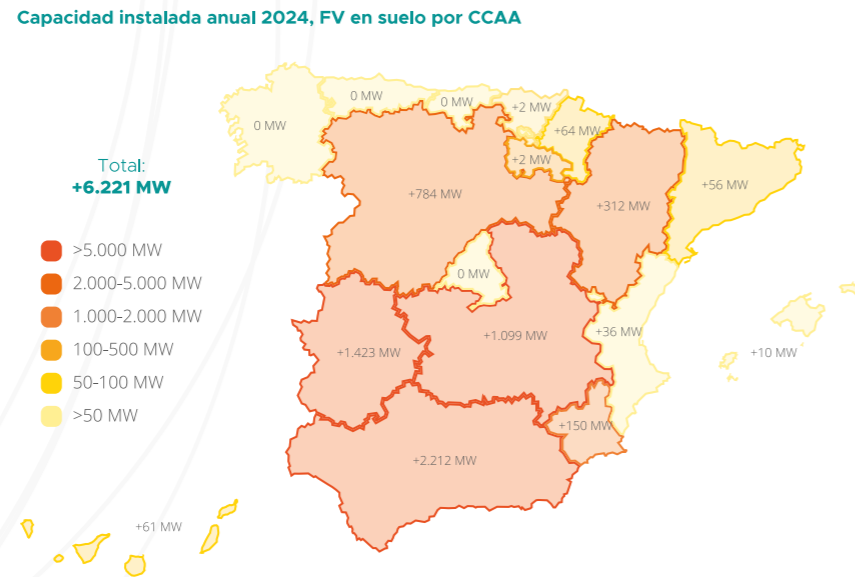 Capacidad instalada anual 2024, FV en suelo por CCAA
0 MW
0 MW
0 MW
+2 MW
+64 MW
+2 MW
+56 MW
+784 MW
+312 MW
Total:
+6.221 MW
0 MW
>5.000 MW
2.000-5.000 MW
1.000-2.000 MW
100-500 MW
50-100 MW
>50 MW
+1.423 MW
+1.099 MW
+36 MW
+10 MW
+150 MW
+2.212 MW
+61 MW